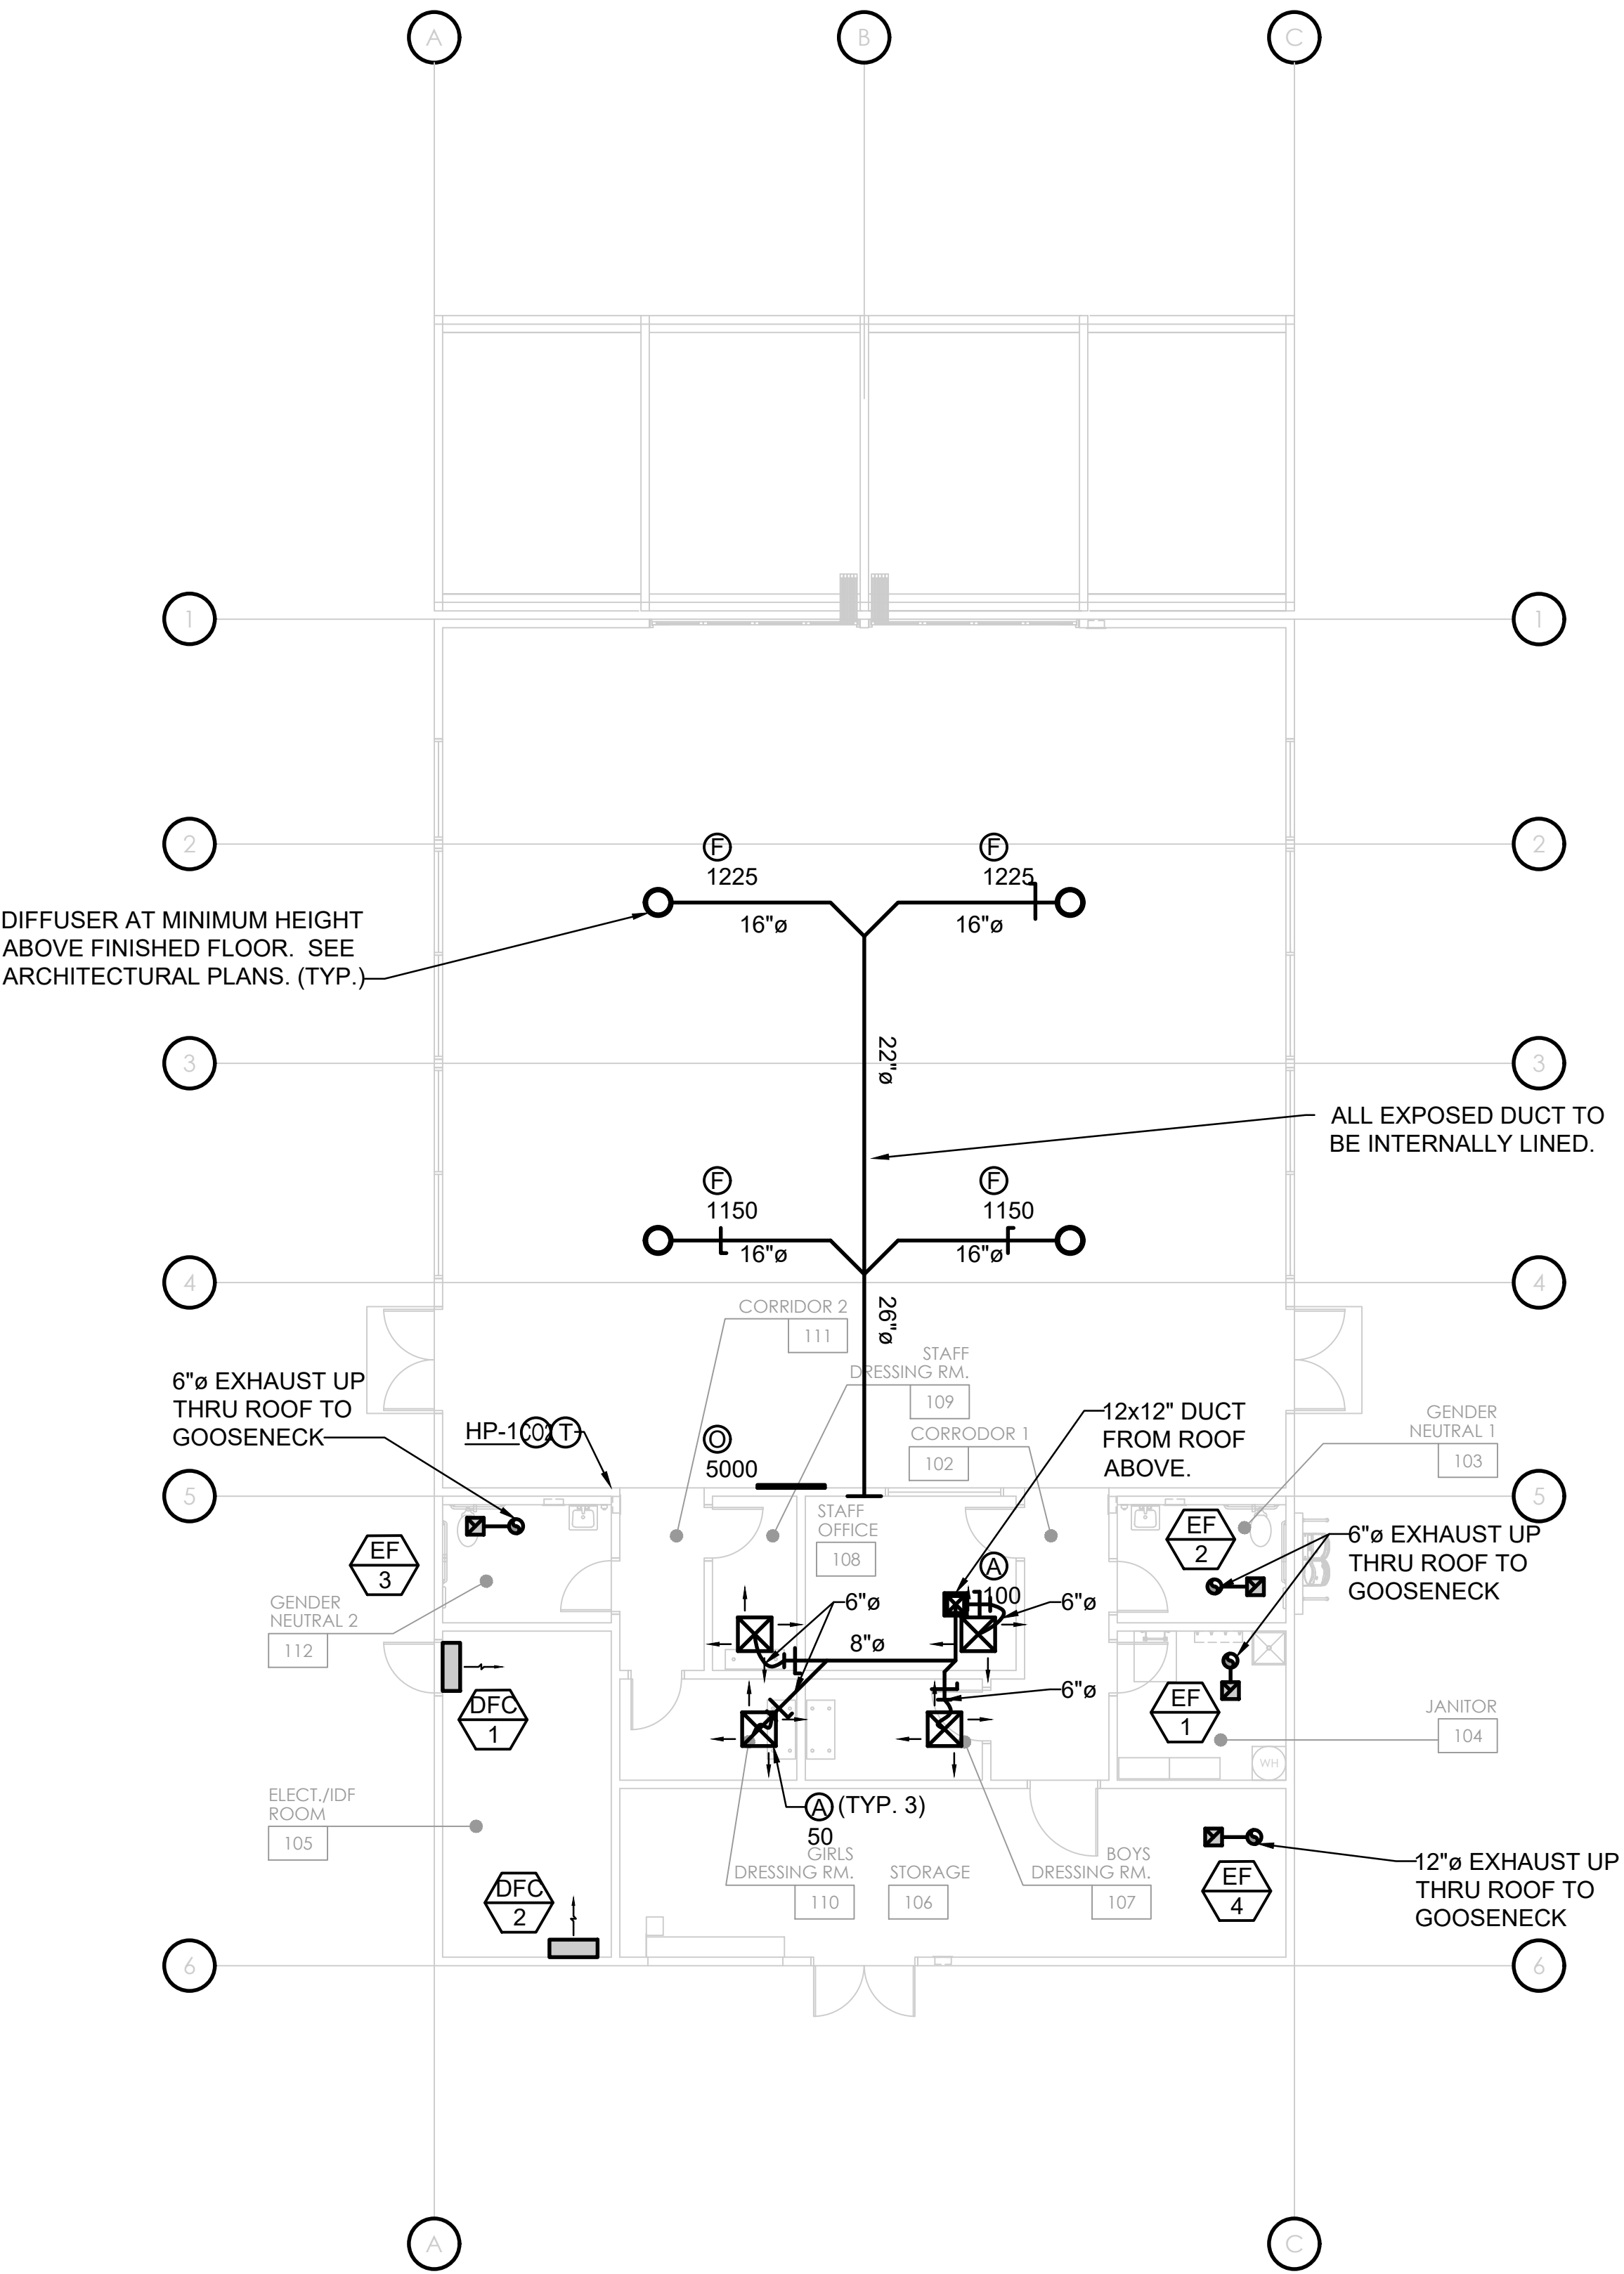 A
B
C
1
1
2
2
F
1225
F
1225
16"ø
16"ø
DIFFUSER AT MINIMUM HEIGHT
ABOVE FINISHED FLOOR. SEE
ARCHITECTURAL PLANS. (TYP.)
22"ø
3
3
ALL EXPOSED DUCT TO
BE INTERNALLY LINED.
F
1150
F
1150
16"ø
16"ø
4
4
26"ø
CORRIDOR 2
111
STAFF
DRESSING RM.
109
6"ø EXHAUST UP
THRU ROOF TO
GOOSENECK
HP-1
C02
T
O
5000
CORRODOR 1
102
12x12" DUCT
FROM ROOF
ABOVE.
GENDER
NEUTRAL 1
103
5
5
STAFF
OFFICE
108
EF
3
EF
2
6"ø EXHAUST UP
THRU ROOF TO
GOOSENECK
A
100
6"ø
6"ø
8"ø
GENDER
NEUTRAL 2
112
6"ø
DFC
1
EF
1
JANITOR
104
WH
ELECT./IDF
ROOM
105
A
(TYP. 3)
50
GIRLS
DRESSING RM.
110
STORAGE
106
BOYS
DRESSING RM.
107
DFC
2
EF
4
12"ø EXHAUST UP
THRU ROOF TO
GOOSENECK
6
6
A
C